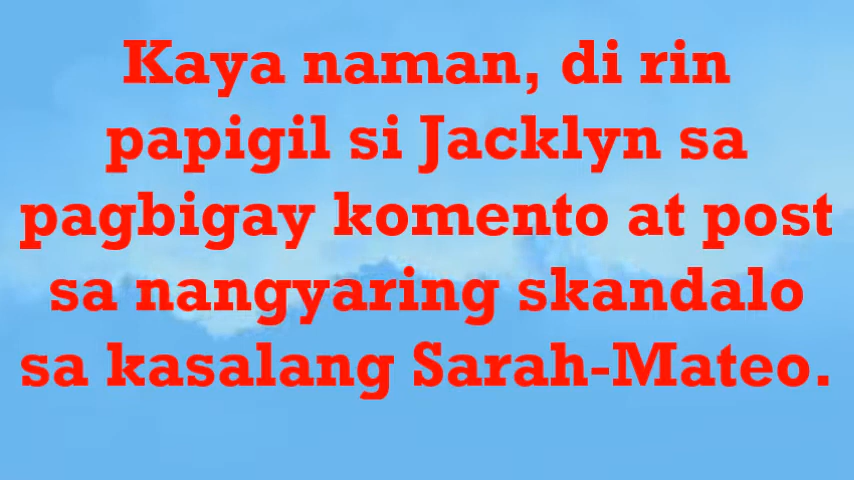 Kaya naman, di rin
papigil si Jacklyn sa
pagbigay komento at post
sa nangyaring skandalo
sa kasalang Sarah-Mateo.